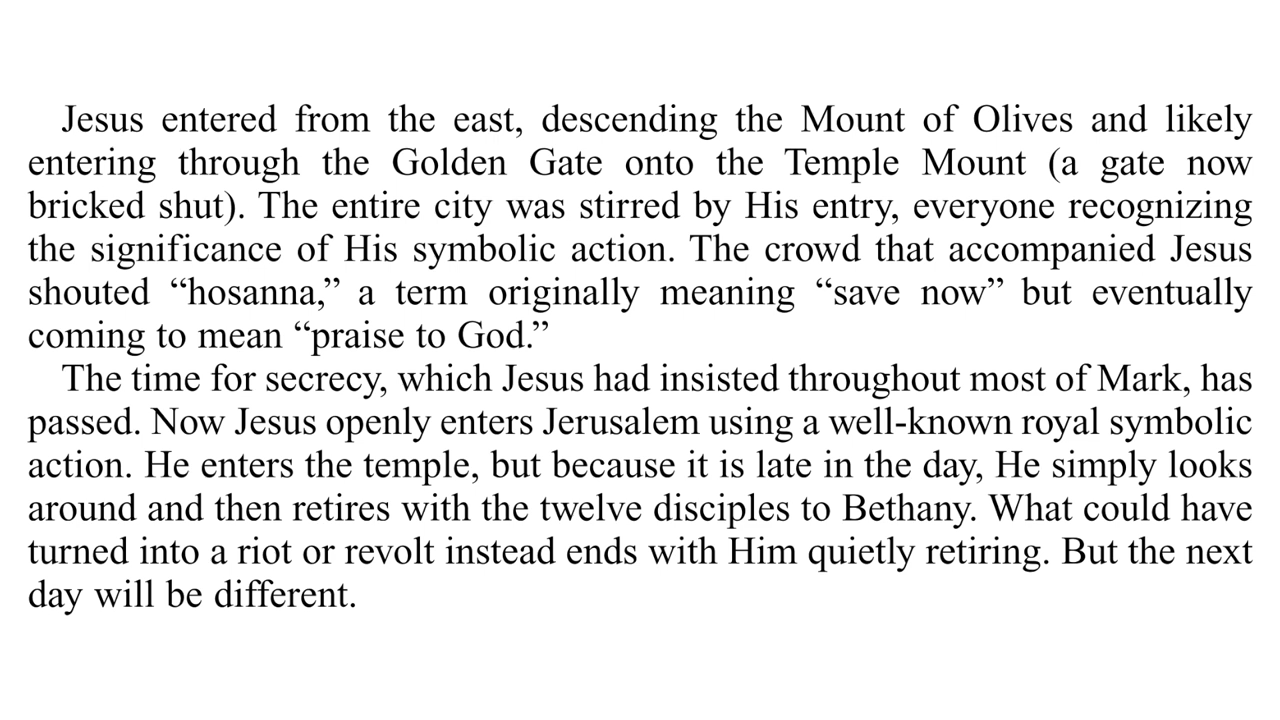 Jesus entered from the east, descending the Mount of Olives and likely
entering through the Golden Gate onto the Temple Mount (a gate now
bricked shut). The entire city was stirred by His entry, everyone recognizing
the significance of His symbolic action. The crowd that accompanied Jesus
shouted “hosanna,” a term originally meaning “save now” but eventually
coming to mean “praise to God.”
The time for secrecy, which Jesus had insisted throughout most of Mark, has
passed. Now Jesus openly enters Jerusalem using a well-known royal symbolic
action. He enters the temple, but because it is late in the day, He simply looks
around and then retires with the twelve disciples to Bethany. What could have
turned into a riot or revolt instead ends with Him quietly retiring. But the next
day will be different.